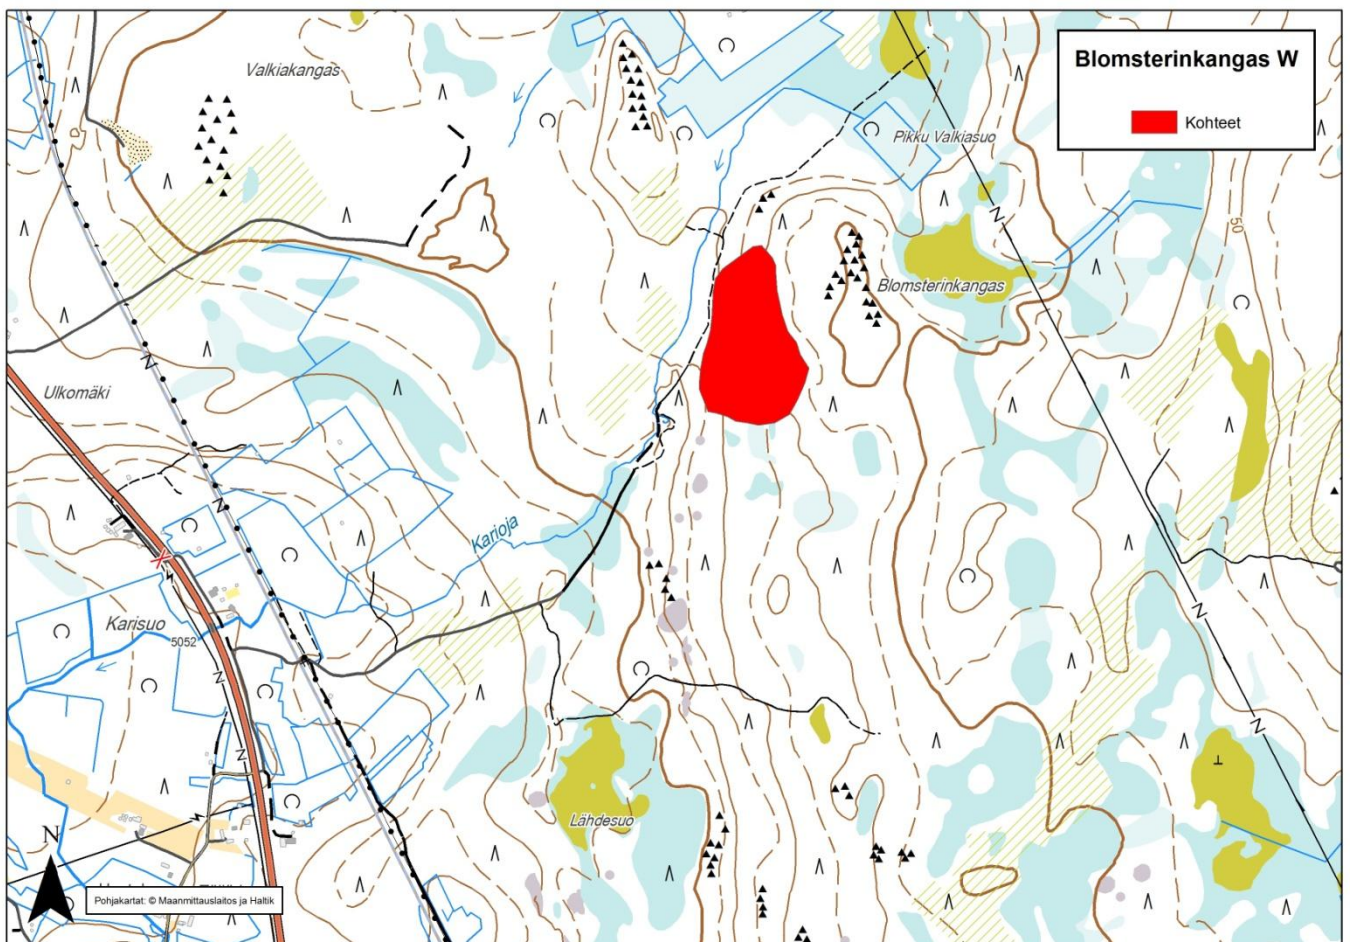 Blomsterinkangas W
Kohteet
Valkiakangas
Pikku Valkiasuo
50
Blomsterinkangas
Ulkomäki
Karioja
Karisuo
5052
Lähdesuo
N
Pohjakartat: © Maanmittauslaitos ja Haltik